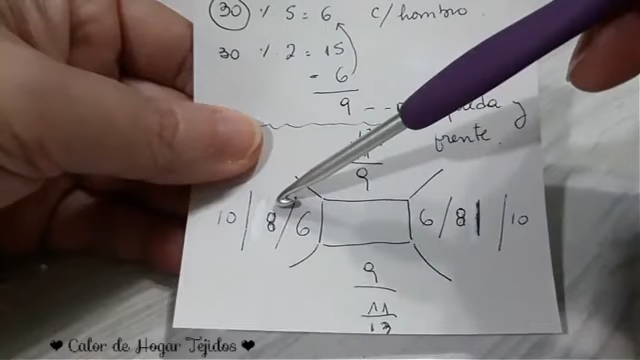 30 % 5 = 6 c/hombro.
30 % 2 = 15
- 6
9 -- y
frente.
9
10 / 8 / 6 6 / 8 / 10
9
11
13
♥ Calor de Hogar Tejidos ♥